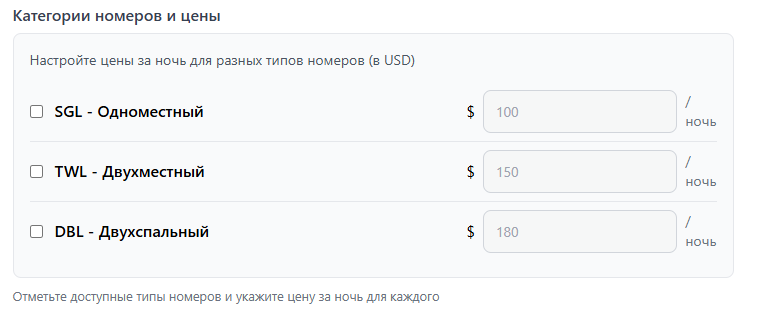 Категории номеров и цены
Настройте цены за ночь для разных типов номеров (в USD)
SGL - Одноместный $ 100 /
ночь
TWL - Двухместный $ 150 /
ночь
DBL - Двухспальный $ 180 /
ночь
Отметьте доступные типы номеров и укажите цену за ночь для каждого